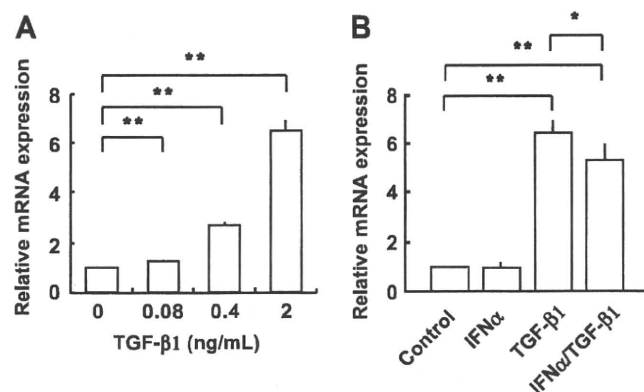 A
Relative mRNA expression
8
6
4
2
0
**
**
**
0 0.08 0.4 2
TGF-β1 (ng/mL)
B
Relative mRNA expression
8
6
4
2
0
*
**
**
Control
IFNα
TGF-β1
IFNα/TGF-β1